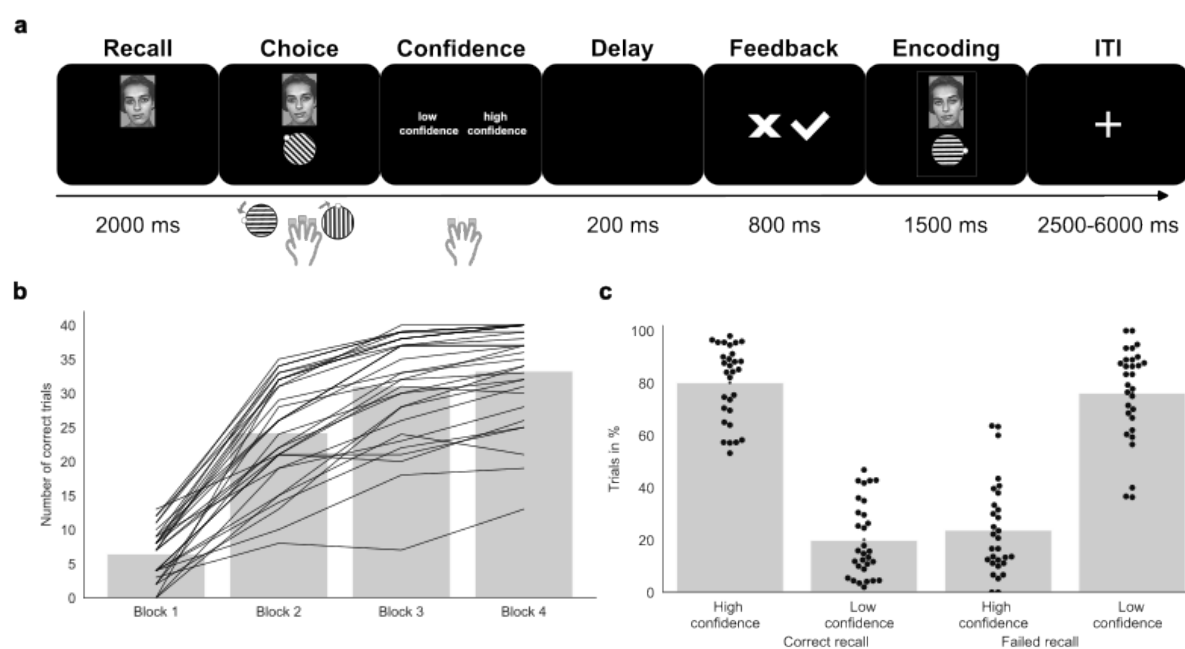 a
Recall Choice Confidence Delay Feedback Encoding ITI
low confidence high confidence
2000 ms 200 ms 800 ms 1500 ms 2500-6000 ms
b
Number of correct trials
40
35
30
25
20
15
10
5
0
Block 1 Block 2 Block 3 Block 4
c
Trials in %
100
80
60
40
20
0
High confidence Low confidence High confidence Low confidence
Correct recall Failed recall